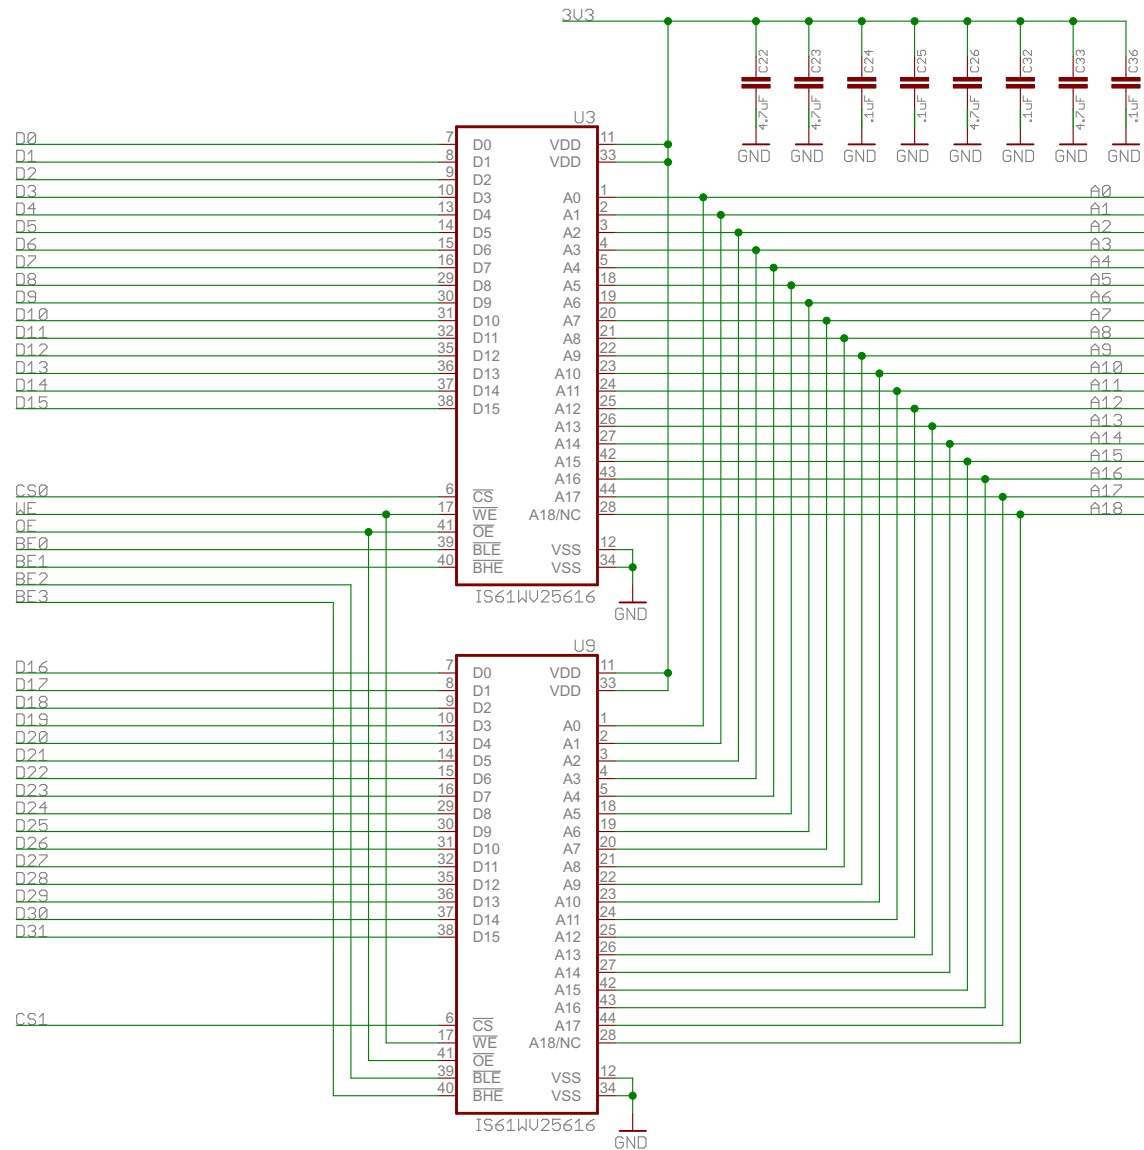 3V3
C22 C23 C24 C25 C26 C32 C33 C36
4.7uF 4.7uF .1uF .1uF 4.7uF .1uF 4.7uF .1uF
GND GND GND GND GND GND GND GND
U3
D0 7 D0 VDD 11
D1 8 D1 VDD 33
D2 9 D2
D3 10 D3 A0 1 A0
D4 13 D4 A1 2 A1
D5 14 D5 A2 3 A2
D6 15 D6 A3 4 A3
D7 16 D7 A4 5 A4
D8 29 D8 A5 18 A5
D9 30 D9 A6 19 A6
D10 31 D10 A7 20 A7
D11 32 D11 A8 21 A8
D12 35 D12 A9 22 A9
D13 36 D13 A10 23 A10
D14 37 D14 A11 24 A11
D15 38 D15 A12 25 A12
A13 26 A13
A14 27 A14
A15 42 A15
A16 43 A16
CS0 6 CS A17 44 A17
WE 17 WE A18/NC 28 A18
OE 41 OE
BE0 39 BLE VSS 12
BE1 40 BHE VSS 34
BE2
BE3
IS61WV25616
GND
U9
D16 7 D0 VDD 11
D17 8 D1 VDD 33
D18 9 D2
D19 10 D3 A0 1
D20 13 D4 A1 2
D21 14 D5 A2 3
D22 15 D6 A3 4
D23 16 D7 A4 5
D24 29 D8 A5 18
D25 30 D9 A6 19
D26 31 D10 A7 20
D27 32 D11 A8 21
D28 35 D12 A9 22
D29 36 D13 A10 23
D30 37 D14 A11 24
D31 38 D15 A12 25
A13 26
A14 27
A15 42
A16 43
CS1 6 CS A17 44
17 WE A18/NC 28
41 OE
39 BLE VSS 12
40 BHE VSS 34
IS61WV25616
GND